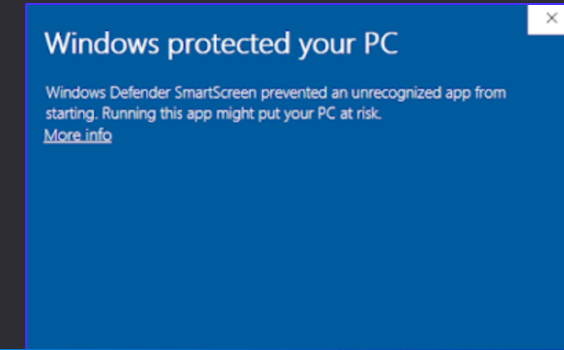 Windows protected your PC
Windows Defender SmartScreen prevented an unrecognized app from
starting. Running this app might put your PC at risk.
More info